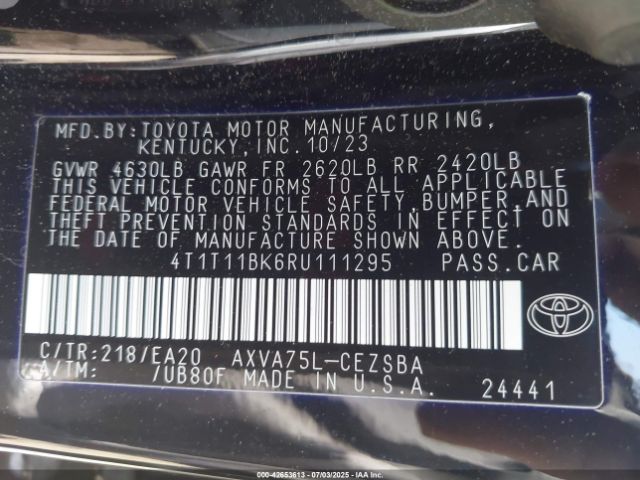 MFD.BY:TOYOTA MOTOR MANUFACTURING,
KENTUCKY,INC.10/23
GVWR 4630LB GAWR FR 2620LB RR 2420LB
THIS VEHICLE CONFORMS TO ALL APPLICABLE
FEDERAL MOTOR VEHICLE SAFETY,BUMPER,AND
THEFT PREVENTION STANDARDS IN EFFECT ON
THE DATE OF MANUFACTURE SHOWN ABOVE.
4T1T11BK6RU111295 PASS.CAR
C/TR:218/EA20 AXVA75L-CEZSBA
A/TM: /UB80F MADE IN U.S.A. 24441
AXW: 42653613 - 07/03/2025 - IAA Inc.